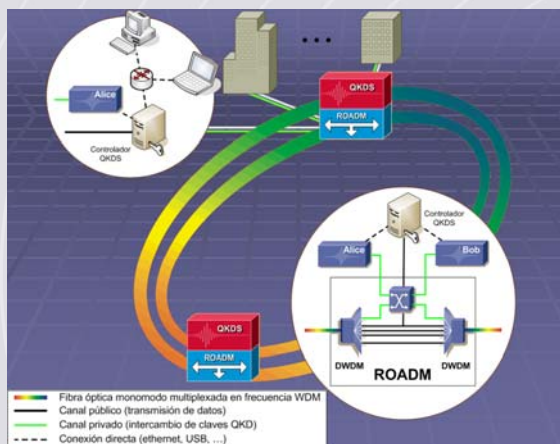 Alice
Controlador
QKDS
QKDS
ROADM
Controlador
QKDS
Alice
Bob
DWDM
DWDM
ROADM
QKDS
ROADM
Fibra óptica monomodo multiplexada en frecuencia WDM
Canal público (transmisión de datos)
Canal privado (intercambio de claves QKD)
Conexión directa (ethernet, USB, ...)